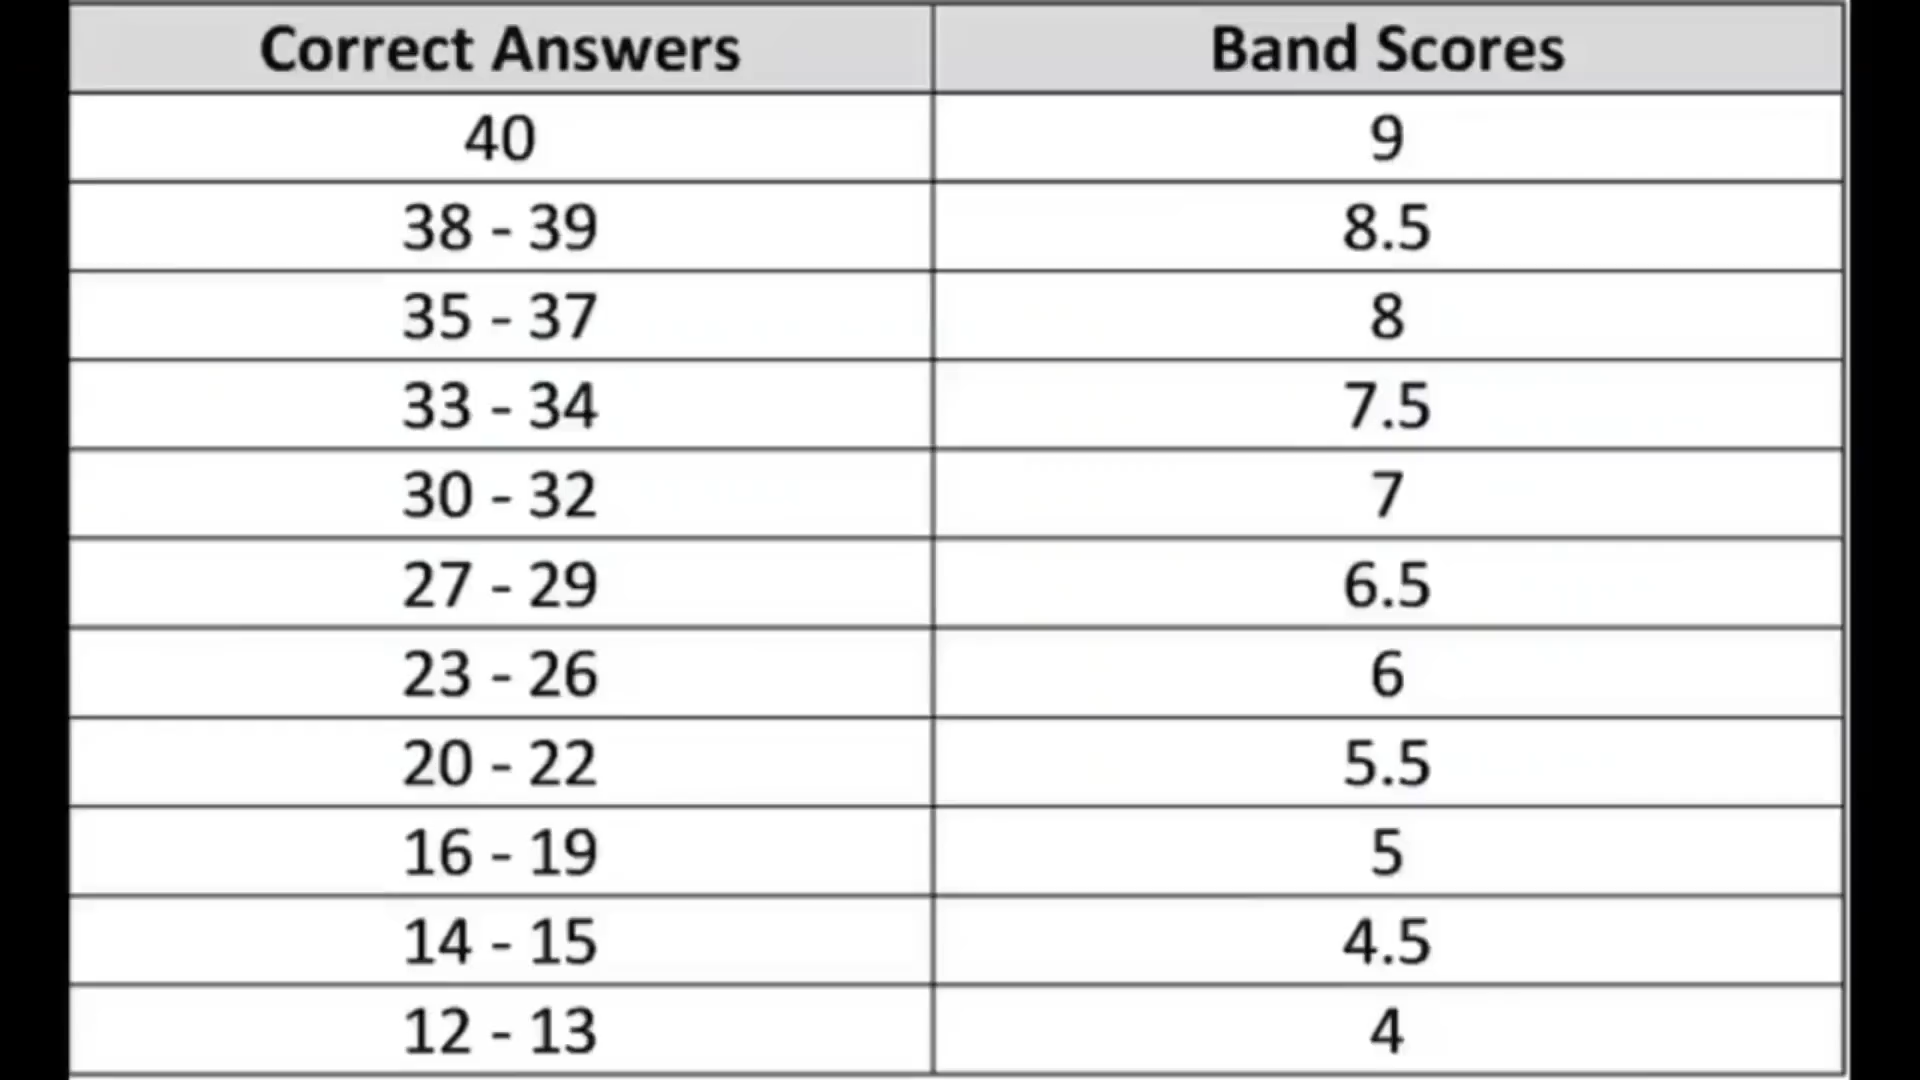 Correct Answers Band Scores
40 9
38 - 39 8.5
35 - 37 8
33 - 34 7.5
30 - 32 7
27 - 29 6.5
23 - 26 6
20 - 22 5.5
16 - 19 5
14 - 15 4.5
12 - 13 4